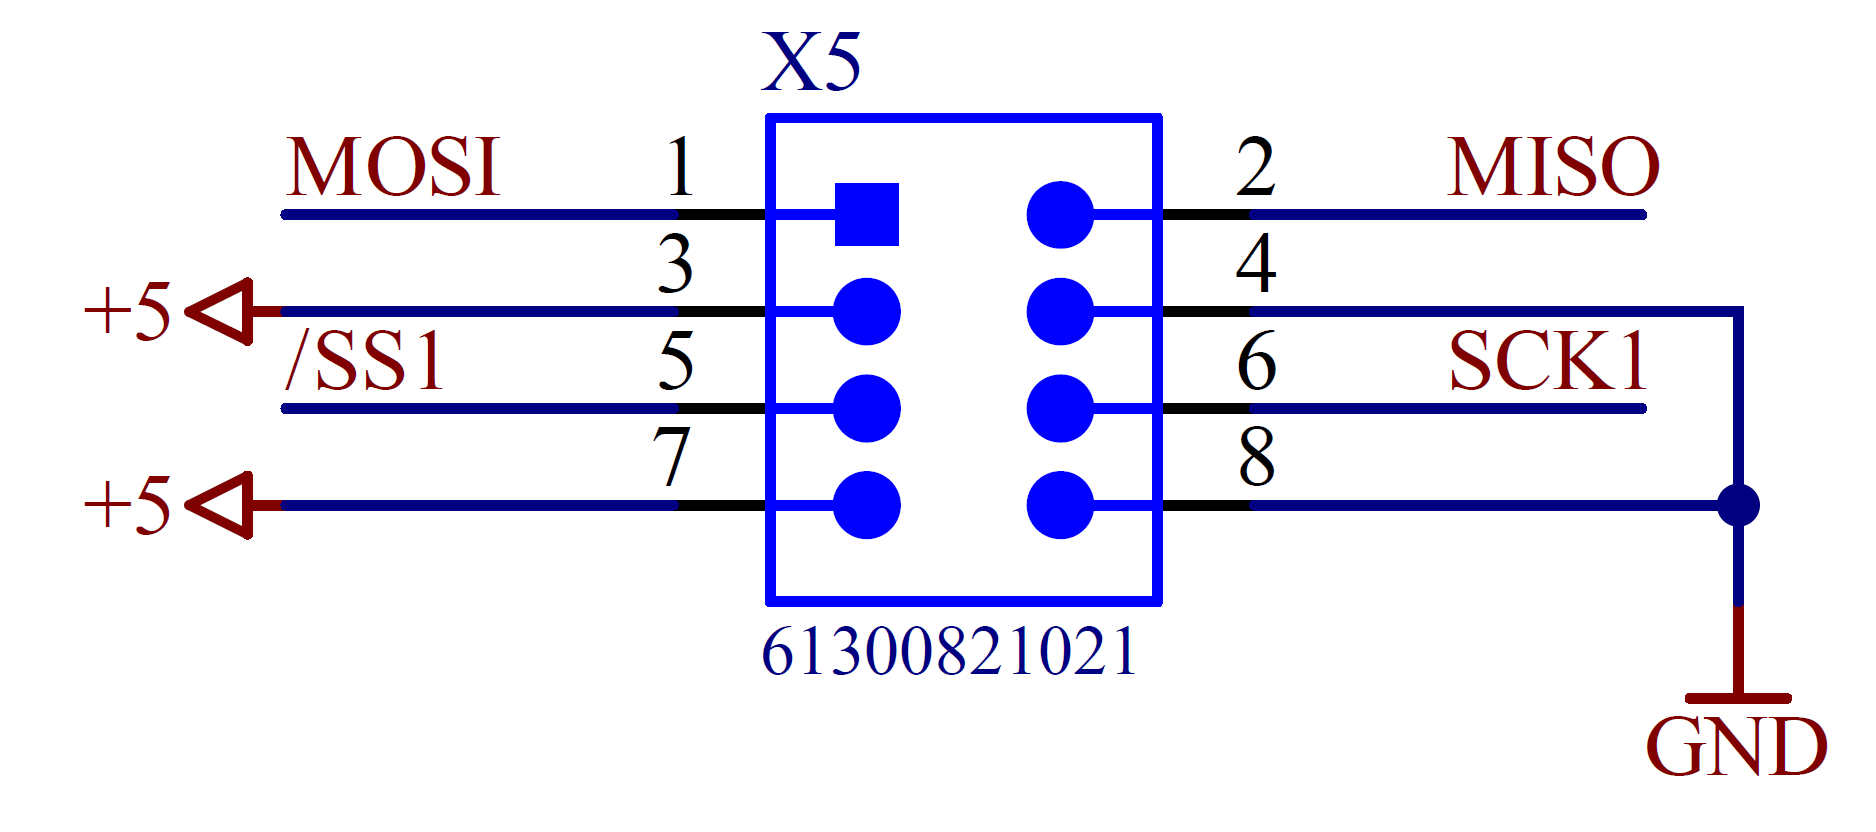 X5
MOSI 1 2 MISO
+5 3 4
/SS1 5 6 SCK1
+5 7 8
61300821021
GND